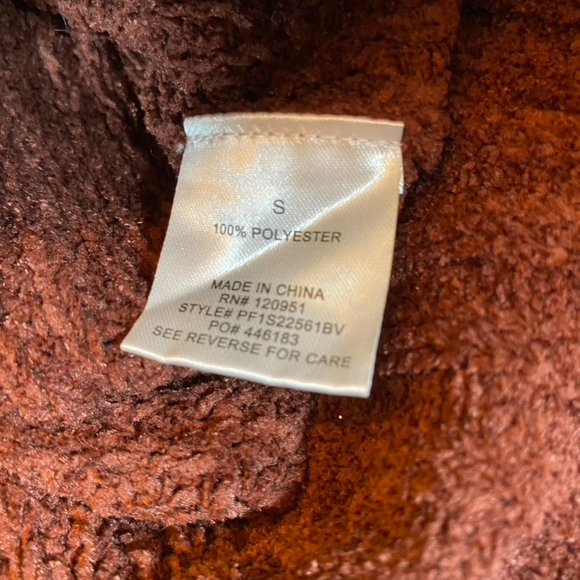 S
100% POLYESTER
MADE IN CHINA
RN# 120951
STYLE# PF1S22561BV
PO# 446183
SEE REVERSE FOR CARE